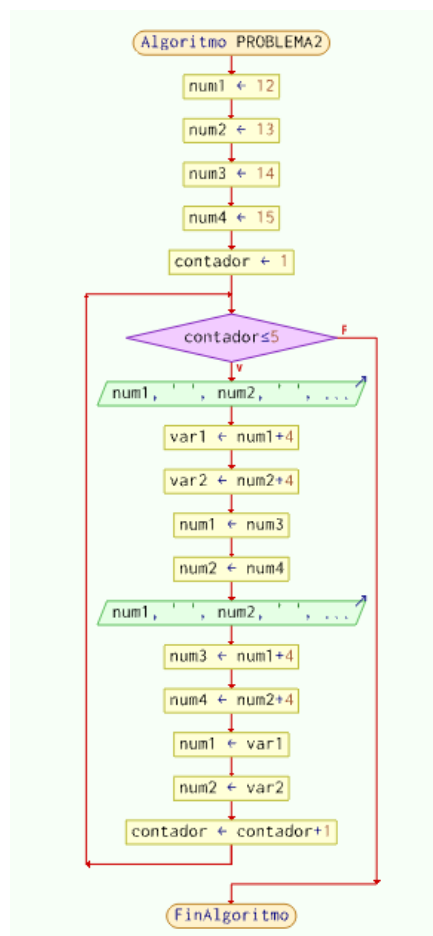 Algoritmo PROBLEMA2
num1 ← 12
num2 ← 13
num3 ← 14
num4 ← 15
contador ← 1
contador≤5
F
V
num1, ' ', num2, ' ', ...
var1 ← num1+4
var2 ← num2+4
num1 ← num3
num2 ← num4
num1, ' ', num2, ' ', ...
num3 ← num1+4
num4 ← num2+4
num1 ← var1
num2 ← var2
contador ← contador+1
FinAlgoritmo